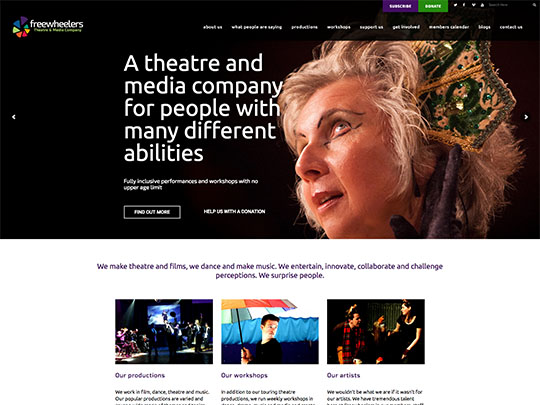 SUBSCRIBE DONATE Search Here
freewheelers
Theatre & Media Company
about us what people are saying productions workshops support us get involved members calendar blogs contact us
A theatre and
media company
for people with
many different
abilities
Fully inclusive performances and workshops with no
upper age limit
FIND OUT MORE HELP US WITH A DONATION
We make theatre and films, we dance and make music. We entertain, innovate, collaborate and challenge
perceptions. We surprise people.
Our productions Our workshops Our artists
We work in film, dance, theatre and music.
Our popular productions are varied and
In addition to our touring theatre
productions, we run weekly workshops in
We wouldn't be what we are if it wasn't for
our artists. We have tremendous talent